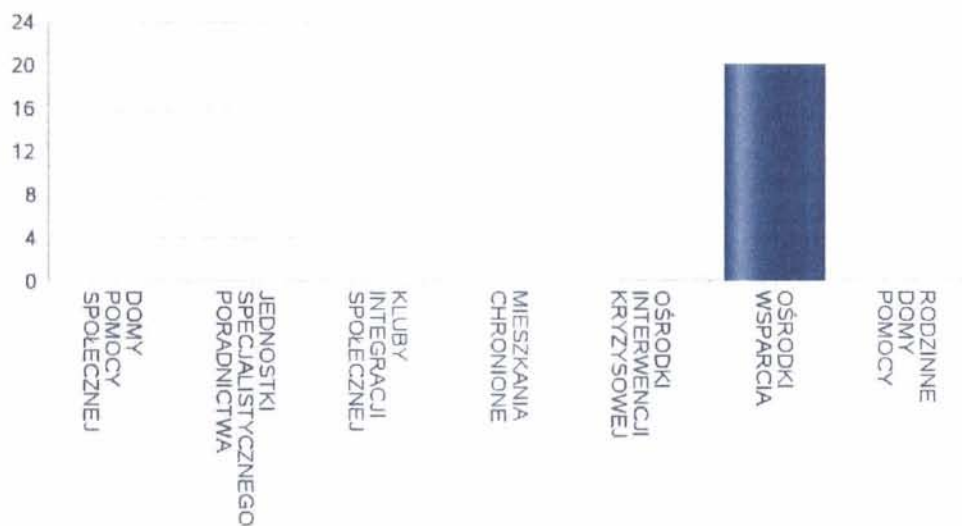 24
20
16
12
8
4
0
DOMY
POMOCY
SPOŁECZNEJ
JEDNOSTKI
SPECJALISTYCZNEGO
PORADNICTWA
KLUBY
INTEGRACJI
SPOŁECZNEJ
MIESZKANIA
CHRONIONE
OŚRODKI
INTERWENCJI
KRYZYSOWEJ
OŚRODKI
WSPARCIA
RODZINNE
DOMY
POMOCY